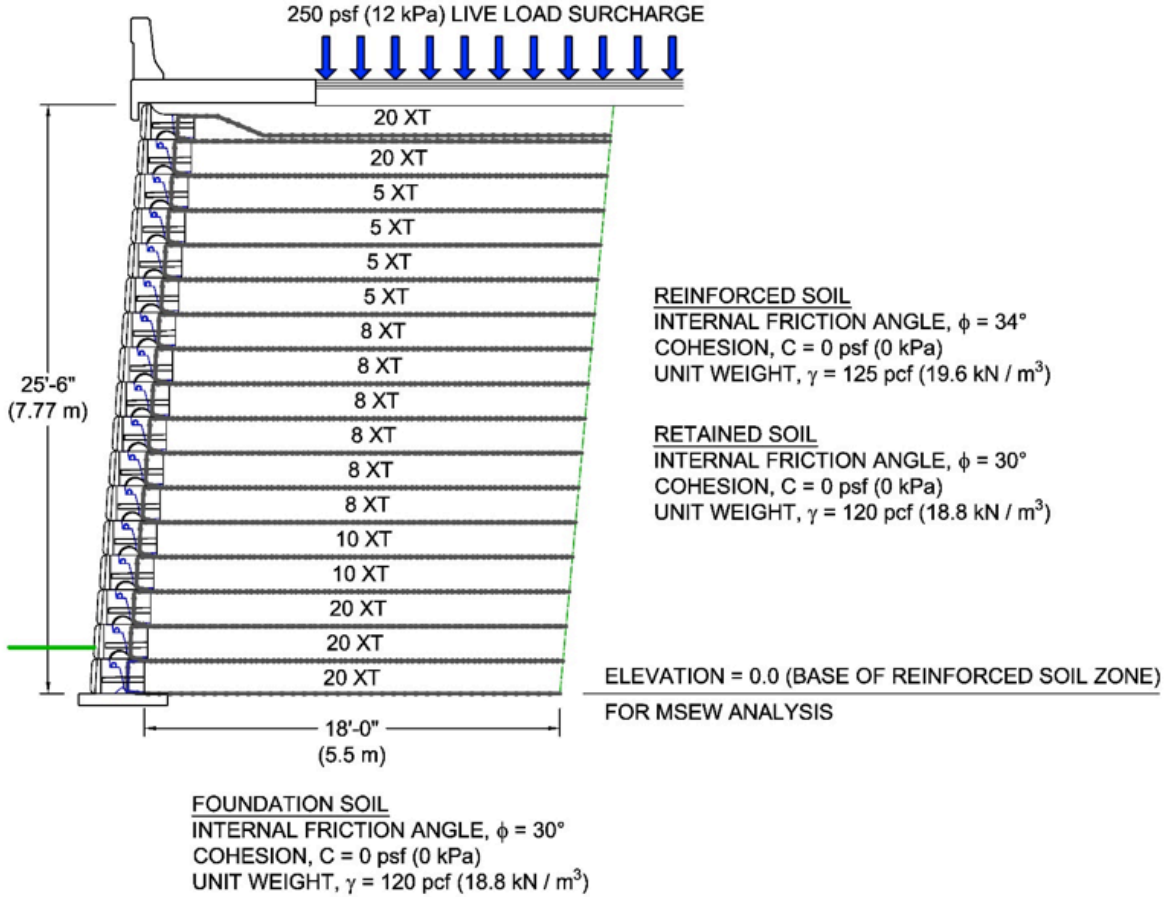 250 psf (12 kPa) LIVE LOAD SURCHARGE
20 XT
20 XT
5 XT
5 XT
5 XT
5 XT
8 XT
8 XT
8 XT
8 XT
8 XT
8 XT
10 XT
10 XT
20 XT
20 XT
20 XT
25'-6"
(7.77 m)
18'-0"
(5.5 m)
REINFORCED SOIL
INTERNAL FRICTION ANGLE, ϕ = 34°
COHESION, C = 0 psf (0 kPa)
UNIT WEIGHT, γ = 125 pcf (19.6 kN / m³)
RETAINED SOIL
INTERNAL FRICTION ANGLE, ϕ = 30°
COHESION, C = 0 psf (0 kPa)
UNIT WEIGHT, γ = 120 pcf (18.8 kN / m³)
ELEVATION = 0.0 (BASE OF REINFORCED SOIL ZONE)
FOR MSEW ANALYSIS
FOUNDATION SOIL
INTERNAL FRICTION ANGLE, ϕ = 30°
COHESION, C = 0 psf (0 kPa)
UNIT WEIGHT, γ = 120 pcf (18.8 kN / m³)